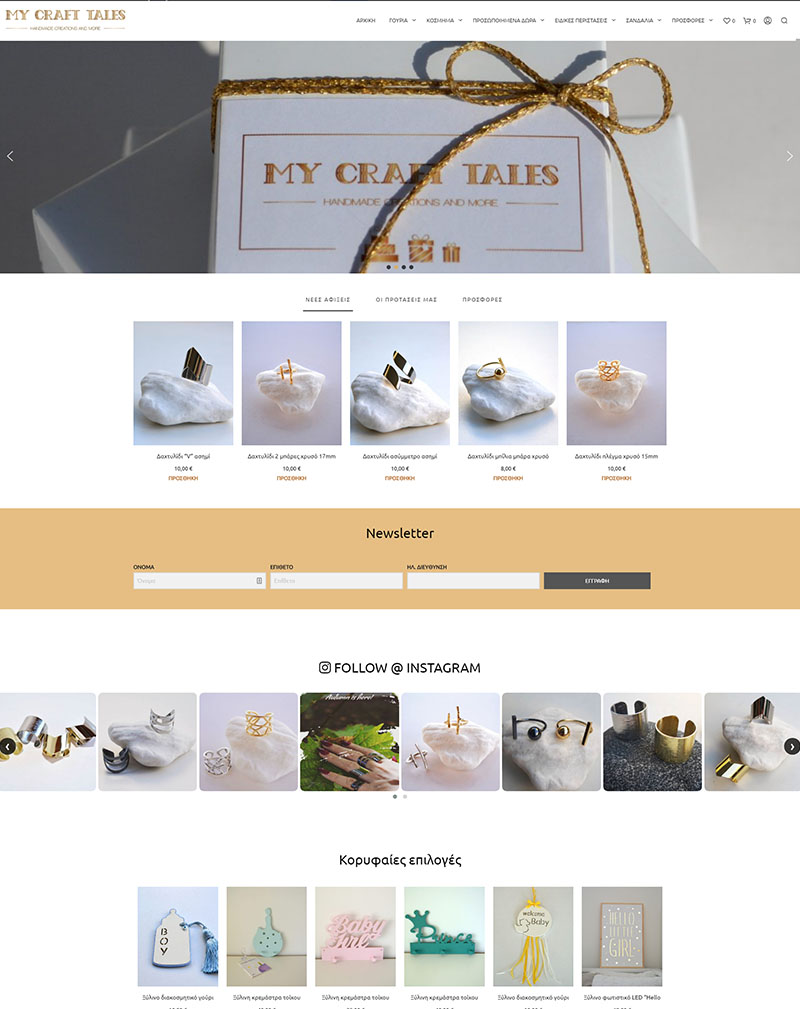 MY CRAFT TALES
HANDMADE CREATIONS AND MORE
ΑΡΧΙΚΗ ΓΟΥΡΙΑ ΚΟΣΜΗΜΑ ΠΡΟΣΩΠΟΠΟΙΗΜΕΝΑ ΔΩΡΑ ΕΙΔΙΚΕΣ ΠΕΡΙΣΤΑΣΕΙΣ ΣΑΝΔΑΛΙΑ ΠΡΟΣΦΟΡΕΣ 0 0
MY CRAFT TALES
HANDMADE CREATIONS AND MORE
ΝΕΕΣ ΑΦΙΞΕΙΣ ΟΙ ΠΡΟΤΑΣΕΙΣ ΜΑΣ ΠΡΟΣΦΟΡΕΣ
Δαχτυλίδι "V" ασημί Δαχτυλίδι 2 μπάρες χρυσό 17mm Δαχτυλίδι ασύμμετρο ασημί Δαχτυλίδι μπίλια μπάρα χρυσό Δαχτυλίδι πλέγμα χρυσό 15mm
10,00 € 10,00 € 10,00 € 8,00 € 10,00 €
ΠΡΟΣΘΗΚΗ ΠΡΟΣΘΗΚΗ ΠΡΟΣΘΗΚΗ ΠΡΟΣΘΗΚΗ ΠΡΟΣΘΗΚΗ
Newsletter
ΟΝΟΜΑ ΕΠΙΘΕΤΟ ΗΛ. ΔΙΕΥΘΥΝΣΗ
Όνομα Επίθετο ΕΓΓΡΑΦΗ
FOLLOW @ INSTAGRAM
Autumn is here!
Κορυφαίες επιλογές
BOY
Baby Girl
Prince
welcome Baby
HELLO LITTLE GIRL
Ξύλινο διακοσμητικό γούρι Ξύλινη κρεμάστρα τοίχου Ξύλινη κρεμάστρα τοίχου Ξύλινη κρεμάστρα τοίχου Ξύλινο διακοσμητικό γούρι Ξύλινο φωτιστικό LED "Hello